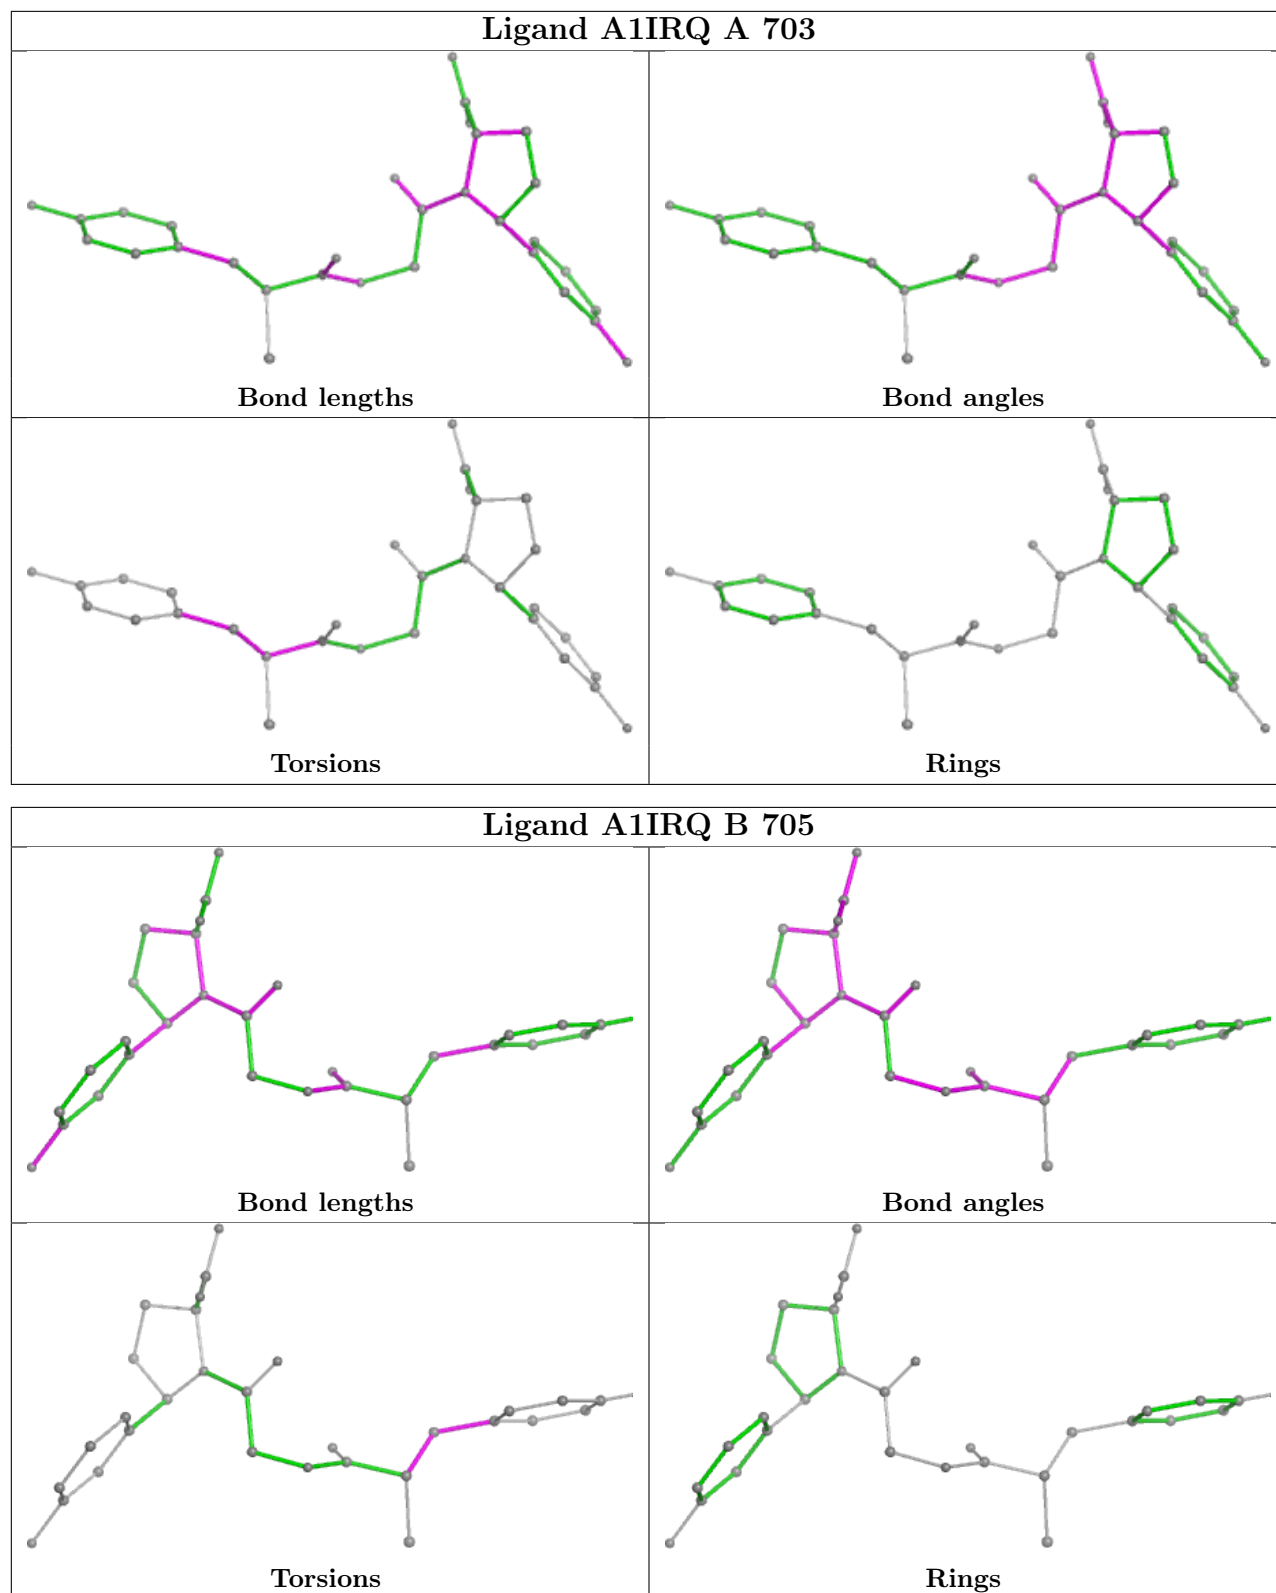 Ligand A1IRQ A 703
Bond lengths
Bond angles
Torsions
Rings
Ligand A1IRQ B 705
Bond lengths
Bond angles
Torsions
Rings